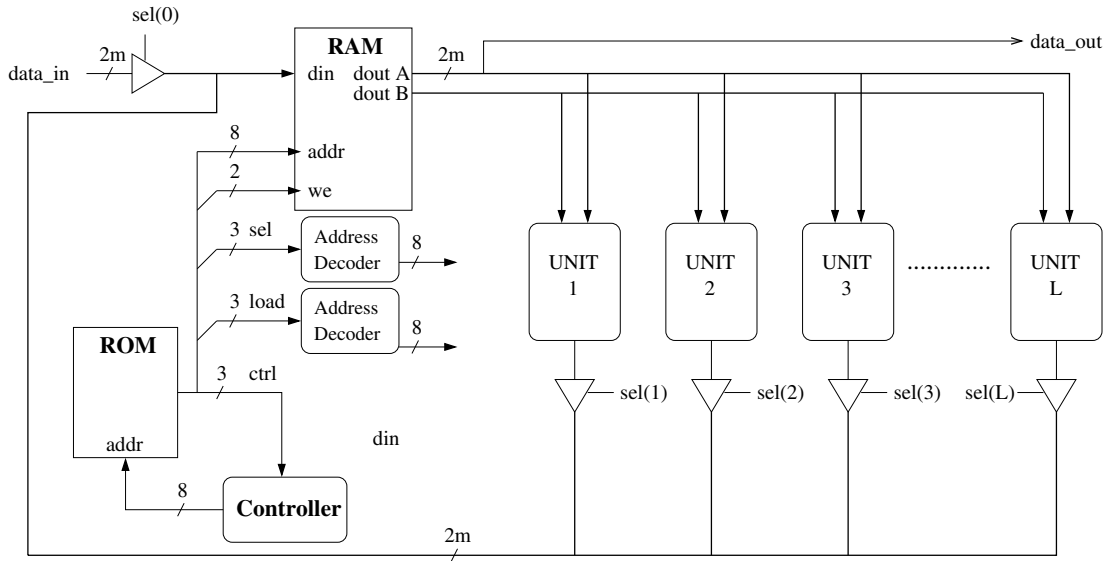 sel(0)
2m
data_in
RAM
din
dout A
dout B
2m
data_out
8
addr
2
we
3
sel
Address
Decoder
8
3
load
Address
Decoder
8
ROM
3
ctrl
addr
8
Controller
din
UNIT
1
UNIT
2
UNIT
3
.............
UNIT
L
sel(1)
sel(2)
sel(3)
sel(L)
2m